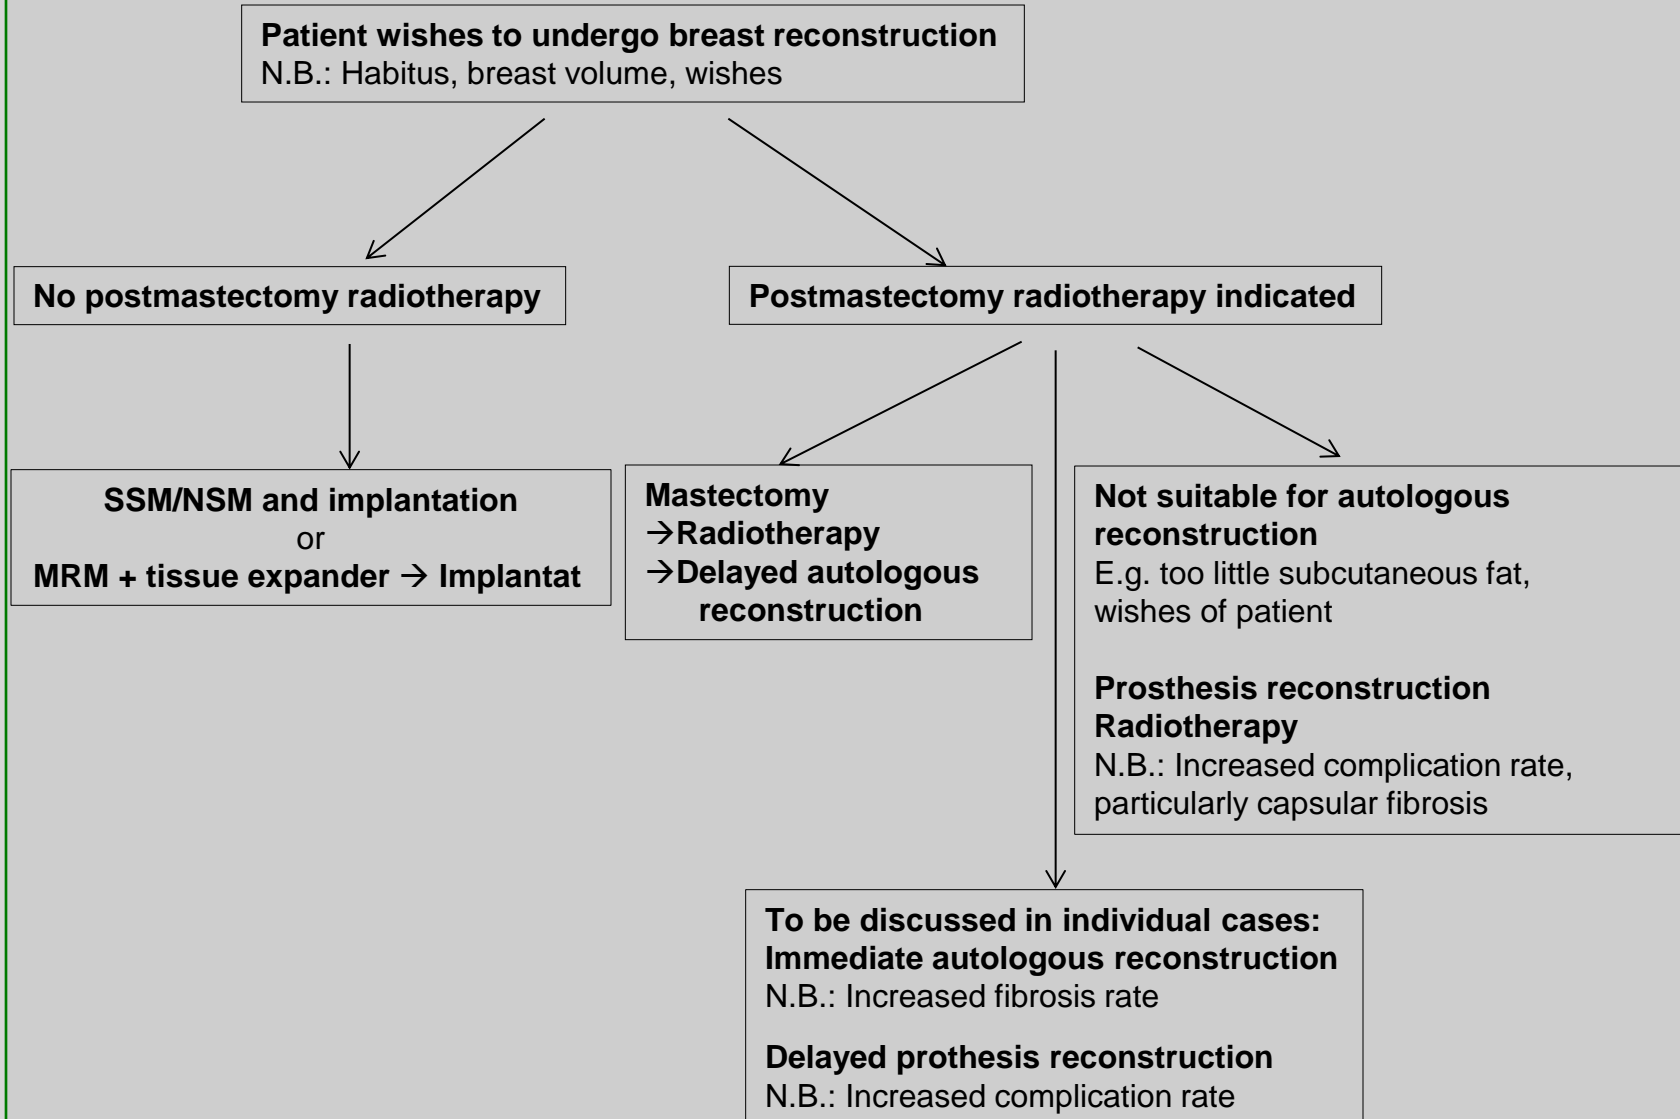 Patient wishes to undergo breast reconstruction
N.B.: Habitus, breast volume, wishes
No postmastectomy radiotherapy
Postmastectomy radiotherapy indicated
SSM/NSM and implantation
or
MRM + tissue expander → Implantat
Mastectomy
→Radiotherapy
→Delayed autologous
reconstruction
Not suitable for autologous
reconstruction
E.g. too little subcutaneous fat,
wishes of patient
Prosthesis reconstruction
Radiotherapy
N.B.: Increased complication rate,
particularly capsular fibrosis
To be discussed in individual cases:
Immediate autologous reconstruction
N.B.: Increased fibrosis rate
Delayed prothesis reconstruction
N.B.: Increased complication rate